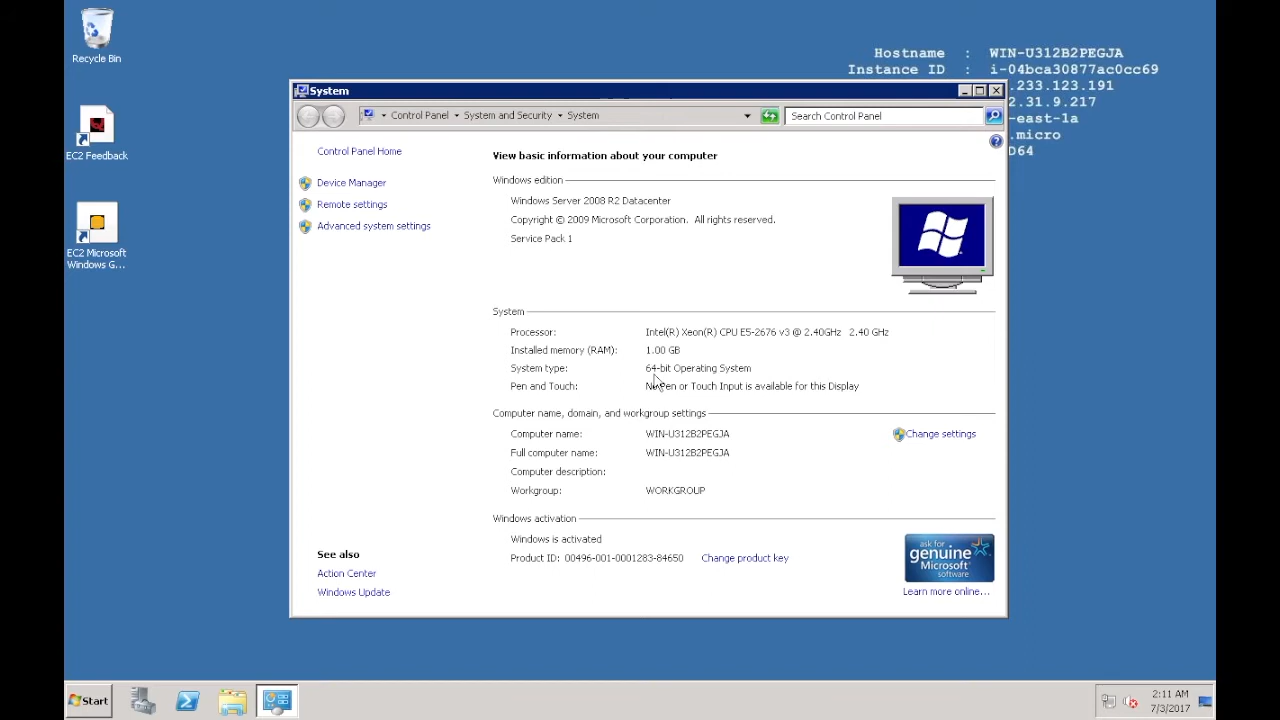 Recycle Bin
EC2 Feedback
EC2 Microsoft
Windows G...
Hostname : WIN-U312B2PEGJA
Instance ID : i-04bca30877ac0cc69
.233.123.191
2.31.9.217
-east-1a
.micro
D64
System
Control Panel
System and Security
System
Search Control Panel
Control Panel Home
Device Manager
Remote settings
Advanced system settings
View basic information about your computer
Windows edition
Windows Server 2008 R2 Datacenter
Copyright © 2009 Microsoft Corporation. All rights reserved.
Service Pack 1
System
Processor: Intel(R) Xeon(R) CPU E5-2676 v3 @ 2.40GHz 2.40 GHz
Installed memory (RAM): 1.00 GB
System type: 64-bit Operating System
Pen and Touch: No Pen or Touch Input is available for this Display
Computer name, domain, and workgroup settings
Computer name: WIN-U312B2PEGJA
Change settings
Full computer name: WIN-U312B2PEGJA
Computer description:
Workgroup: WORKGROUP
Windows activation
Windows is activated
Product ID: 00496-001-0001283-84650 Change product key
ask for
genuine
Microsoft
software
Learn more online...
See also
Action Center
Windows Update
Start
2:11 AM
7/3/2017